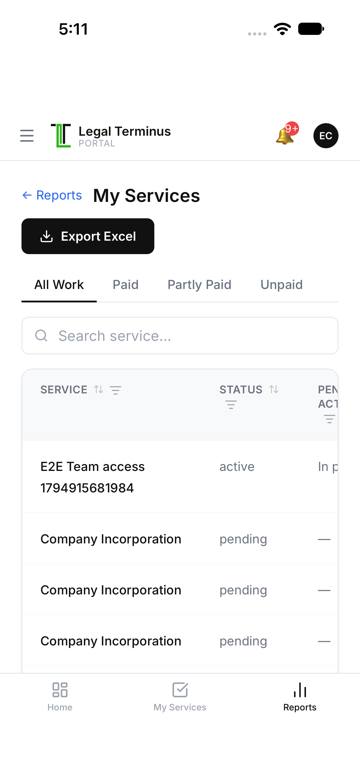 5:11
Legal Terminus
PORTAL
9+
EC
← Reports My Services
Export Excel
All Work Paid Partly Paid Unpaid
Search service...
SERVICE STATUS PEN
ACT
E2E Team access
1794915681984
active In p
Company Incorporation pending —
Company Incorporation pending —
Company Incorporation pending —
Home My Services Reports